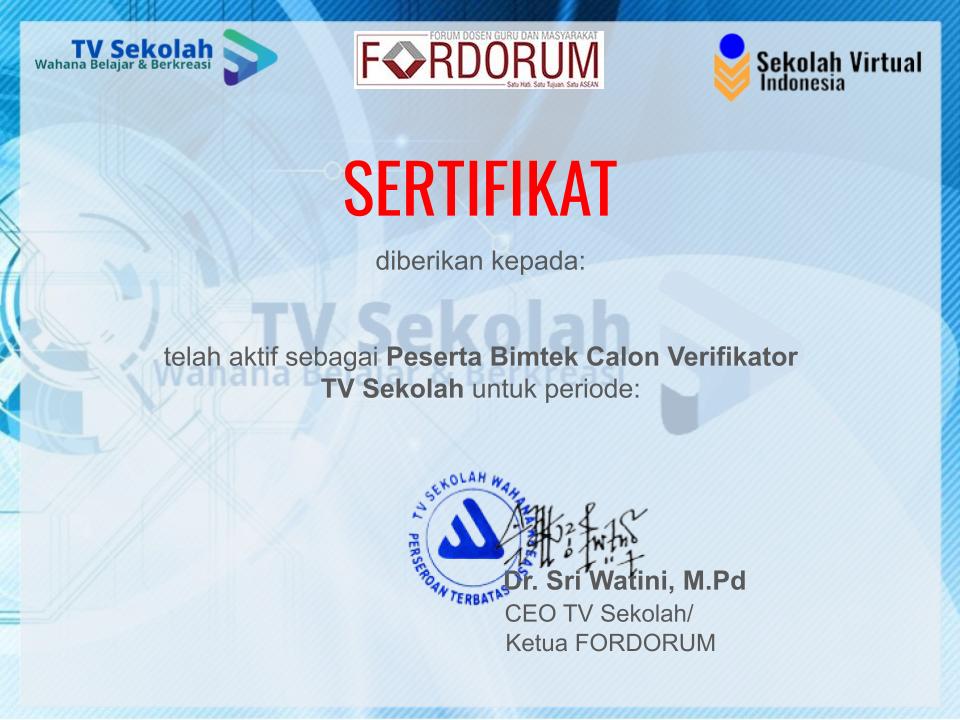 TV Sekolah
Wahana Belajar & Berkreasi
FORUM DOSEN GURU DAN MASYARAKAT
FORDORUM
Satu Hati. Satu Tujuan. Satu ASEAN
Sekolah Virtual
Indonesia
SERTIFIKAT
diberikan kepada:
TV Sekolah
telah aktif sebagai Peserta Bimtek Calon Verifikator
Wahana Belajar & Berkreasi
TV Sekolah untuk periode:
TV SEKOLAH WAHANA
PERSEROAN TERBATAS
Dr. Sri Watini, M.Pd
CEO TV Sekolah/
Ketua FORDORUM